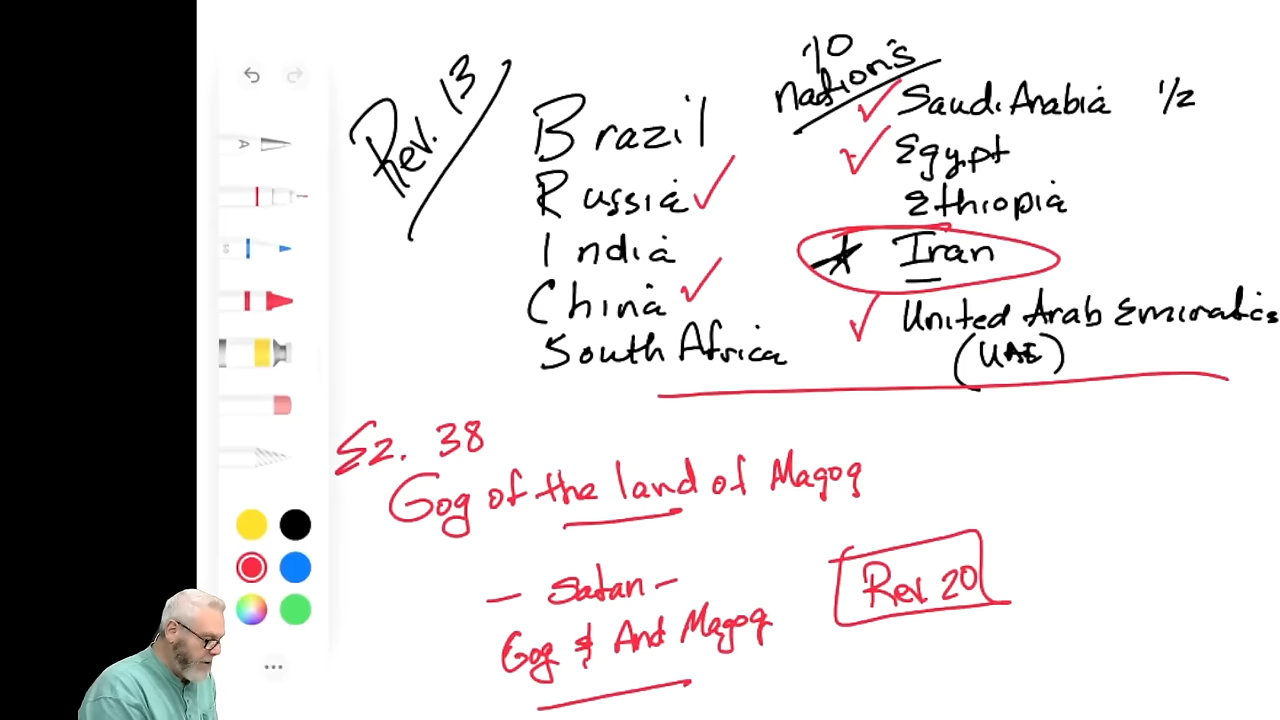 Rev. 13
Brazil
Russia
India
China
South Africa
10
Nations
Saudi Arabia 1/2
Egypt
Ethiopia
Iran
United Arab Emirates
(UAE)
Ez. 38
Gog of the land of Magog
- Satan -
Gog & And Magog
Rev 20